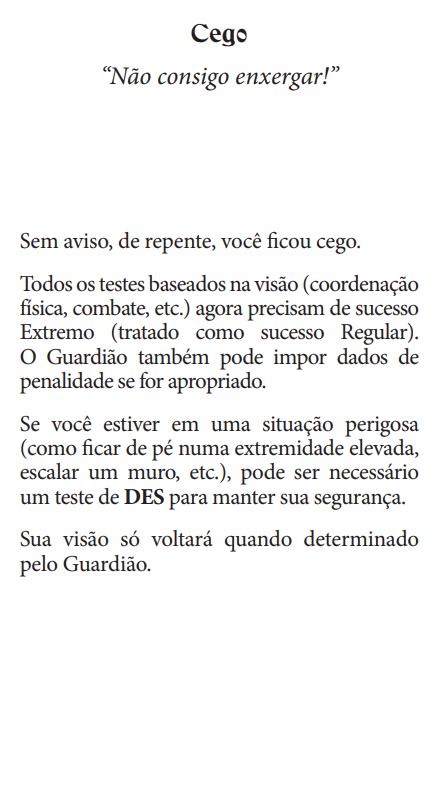 Cego
“Não consigo enxergar!”
Sem aviso, de repente, você ficou cego.
Todos os testes baseados na visão (coordenação
física, combate, etc.) agora precisam de sucesso
Extremo (tratado como sucesso Regular).
O Guardião também pode impor dados de
penalidade se for apropriado.
Se você estiver em uma situação perigosa
(como ficar de pé numa extremidade elevada,
escalar um muro, etc.), pode ser necessário
um teste de DES para manter sua segurança.
Sua visão só voltará quando determinado
pelo Guardião.